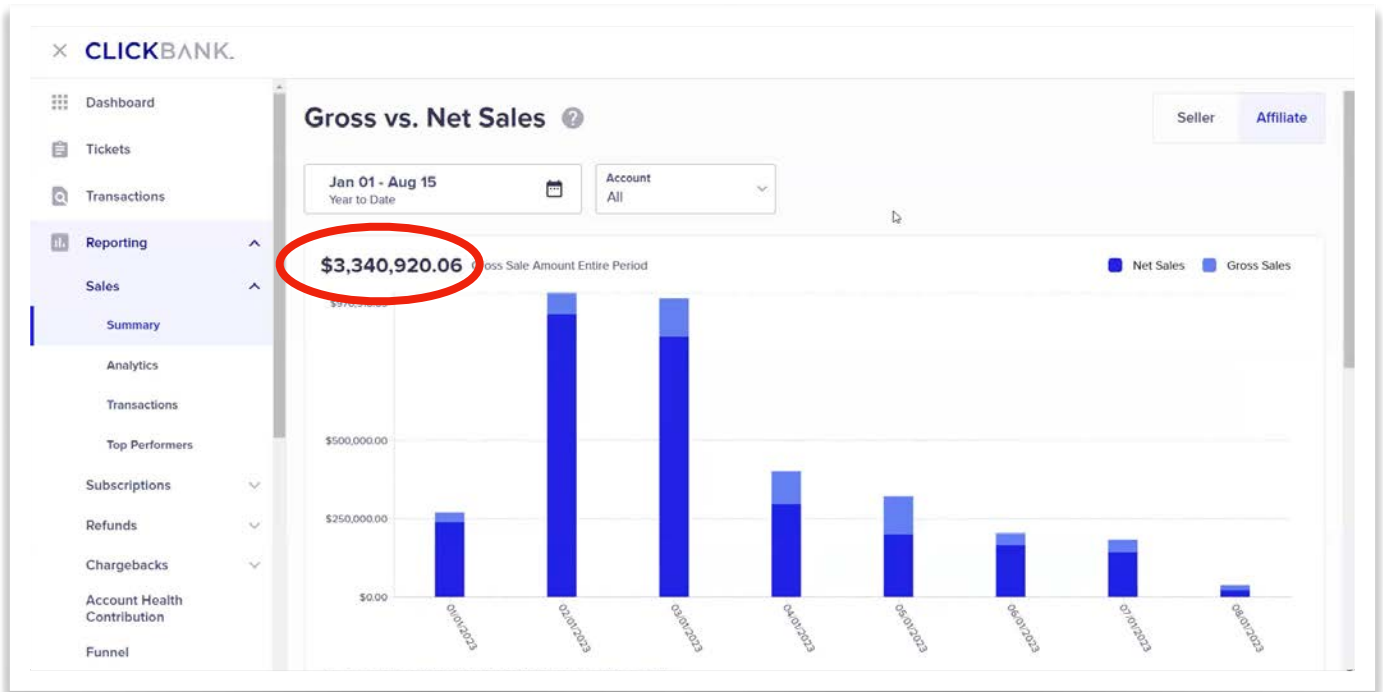 CLICKBANK.
Dashboard
Tickets
Transactions
Reporting
Sales
Summary
Analytics
Transactions
Top Performers
Subscriptions
Refunds
Chargebacks
Account Health
Contribution
Funnel
Gross vs. Net Sales ?
Seller Affiliate
Jan 01 - Aug 15
Year to Date
Account
All
$3,340,920.06 Gross Sale Amount Entire Period
Net Sales Gross Sales
$500,000.00
$250,000.00
$0.00
01/01/2023 02/01/2023 03/01/2023 04/01/2023 05/01/2023 06/01/2023 07/01/2023 08/01/2023